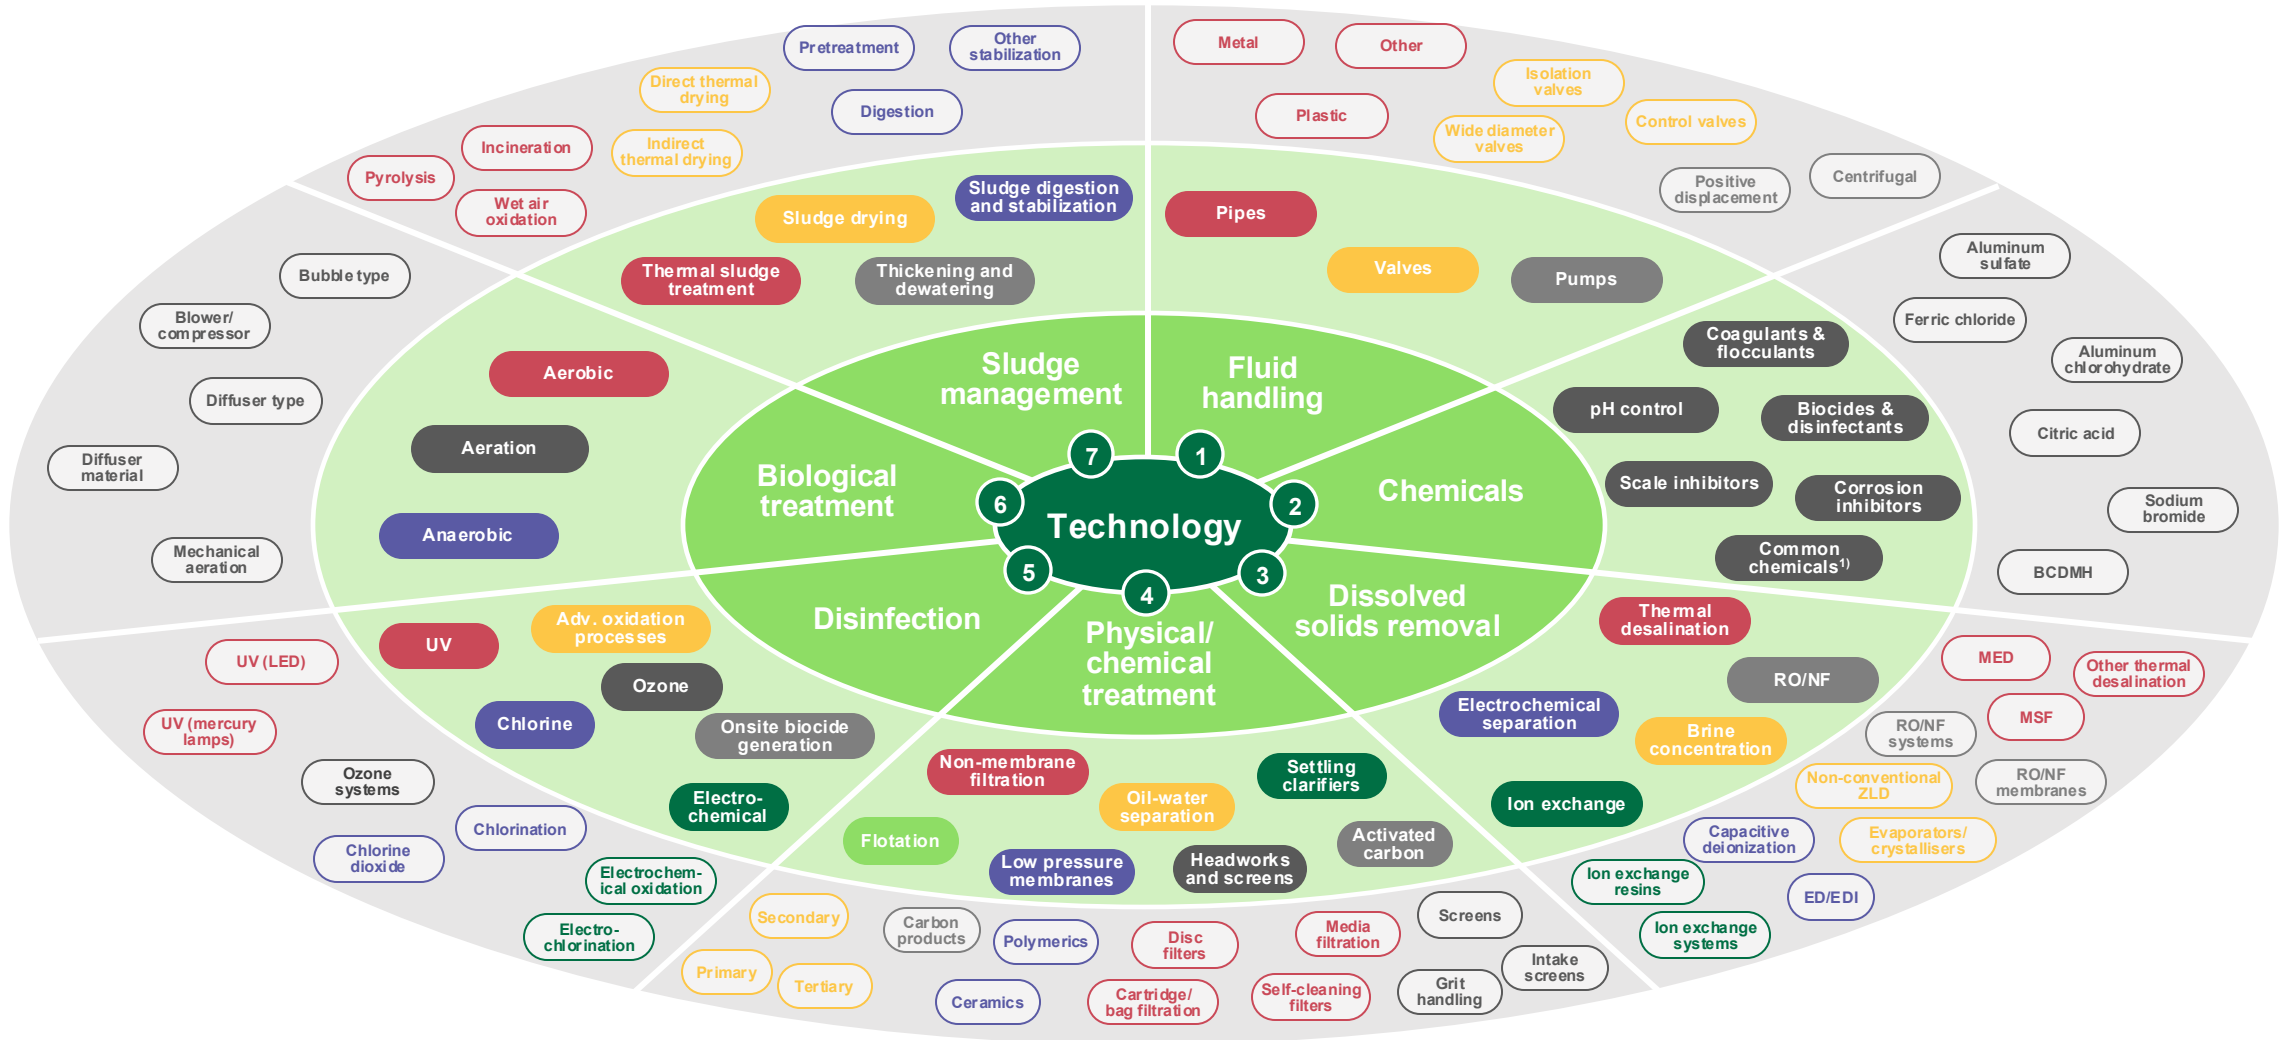 Technology
1
Fluid
handling
Pipes
Valves
Pumps
Metal
Other
Plastic
Isolation
valves
Wide diameter
valves
Control valves
Positive
displacement
Centrifugal
2
Chemicals
Coagulants &
flocculants
pH control
Biocides &
disinfectants
Scale inhibitors
Corrosion
inhibitors
Common
chemicals¹⁾
Aluminum
sulfate
Ferric chloride
Aluminum
chlorohydrate
Citric acid
Sodium
bromide
BCDMH
3
Dissolved
solids removal
Thermal
desalination
RO/NF
Electrochemical
separation
Brine
concentration
Ion exchange
MED
Other thermal
desalination
MSF
RO/NF
systems
Non-conventional
ZLD
RO/NF
membranes
Capacitive
deionization
Evaporators/
crystallisers
Ion exchange
resins
ED/EDI
Ion exchange
systems
4
Physical/
chemical
treatment
Non-membrane
filtration
Settling
clarifiers
Oil-water
separation
Flotation
Activated
carbon
Low pressure
membranes
Headworks
and screens
Secondary
Primary
Tertiary
Carbon
products
Polymerics
Ceramics
Disc
filters
Cartridge/
bag filtration
Media
filtration
Self-cleaning
filters
Screens
Intake
screens
Grit
handling
5
Disinfection
UV
Adv. oxidation
processes
Ozone
Chlorine
Onsite biocide
generation
Electro-
chemical
UV (LED)
UV (mercury
lamps)
Ozone
systems
Chlorination
Chlorine
dioxide
Electrochem-
ical oxidation
Electro-
chlorination
6
Biological
treatment
Aerobic
Aeration
Anaerobic
Bubble type
Blower/
compressor
Diffuser type
Diffuser
material
Mechanical
aeration
7
Sludge
management
Sludge digestion
and stabilization
Sludge drying
Thermal sludge
treatment
Thickening and
dewatering
Pretreatment
Other
stabilization
Direct thermal
drying
Digestion
Incineration
Indirect
thermal drying
Pyrolysis
Wet air
oxidation